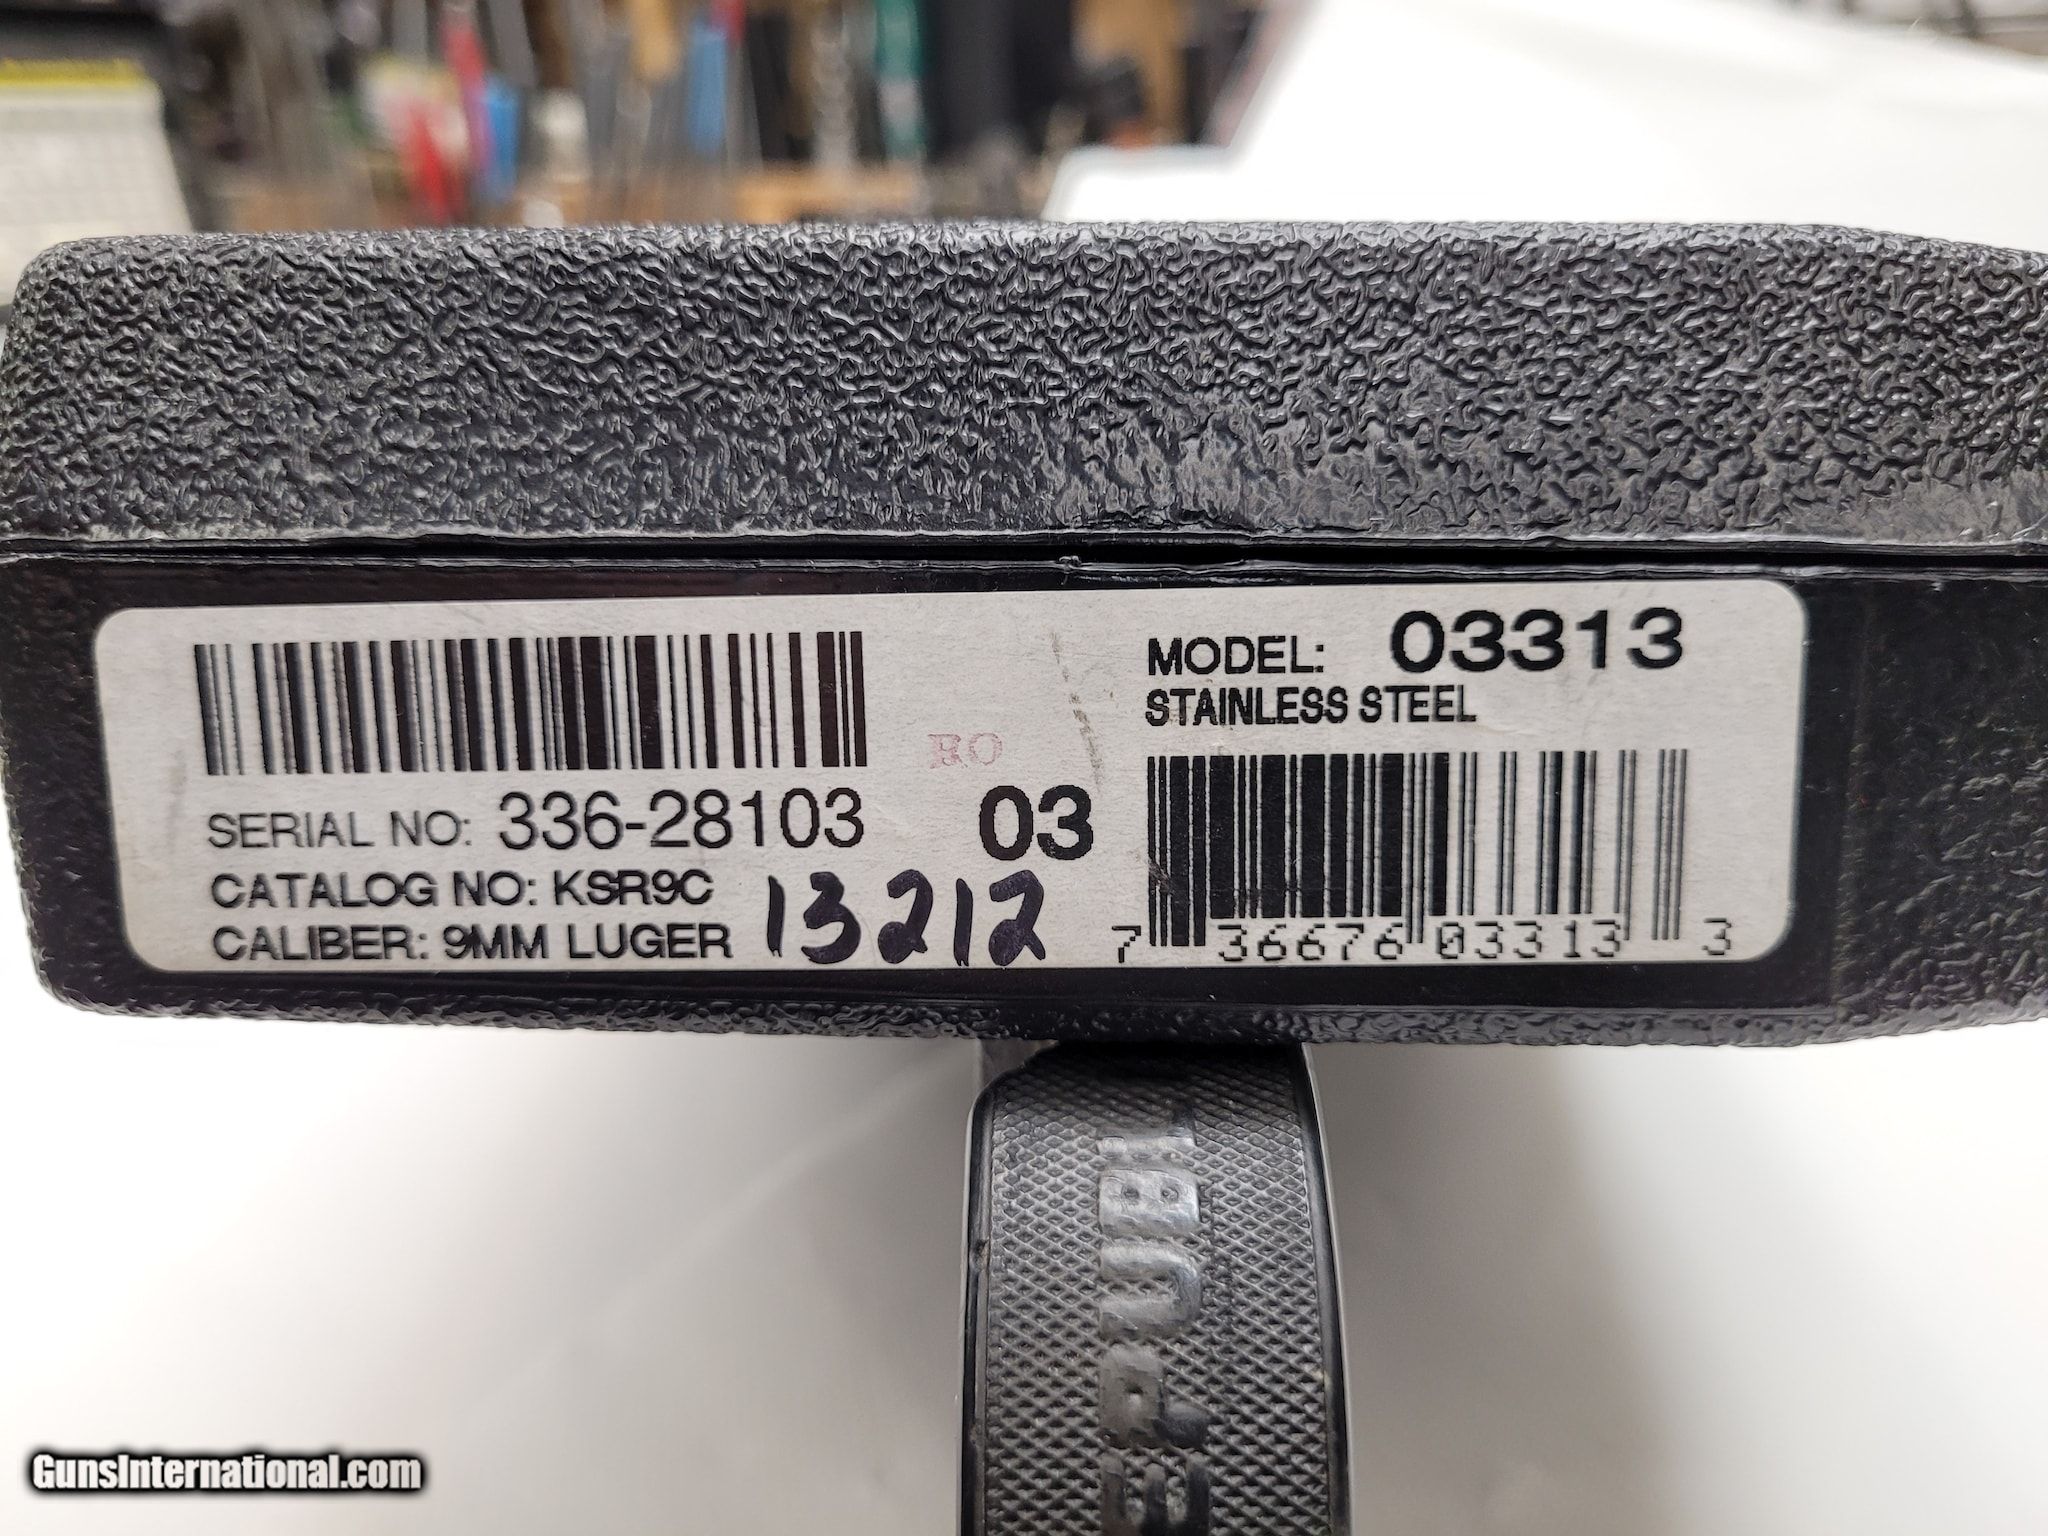 MODEL: 03313
STAINLESS STEEL
RO
SERIAL NO: 336-28103 03
CATALOG NO: KSR9C 13212
CALIBER: 9MM LUGER
7 36676 03313 3
GunsInternational.com